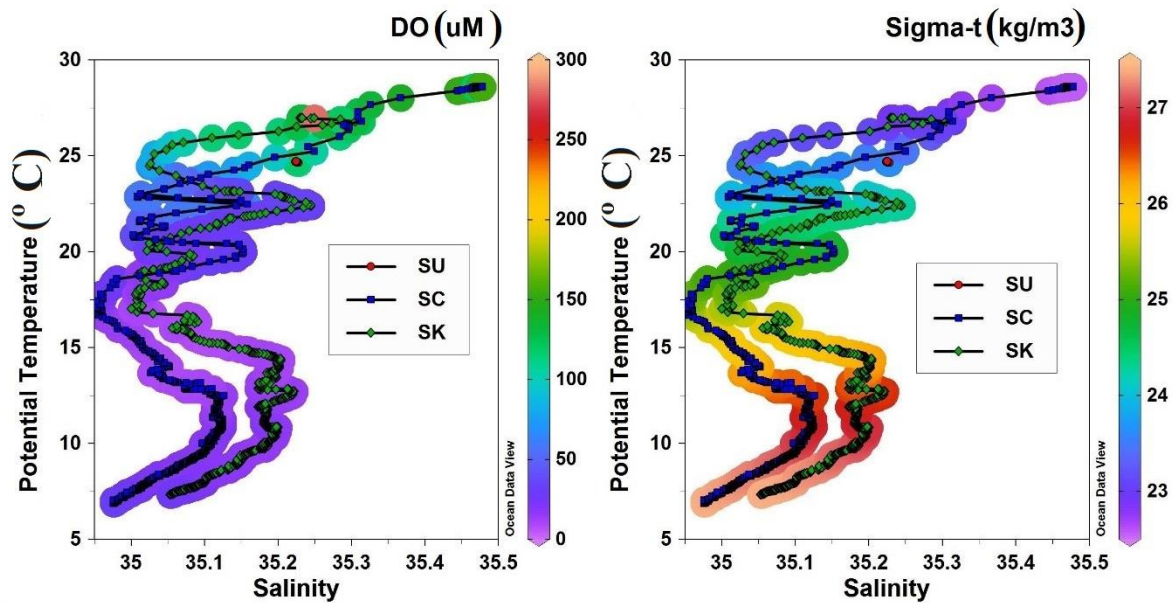 DO (uM)
Sigma-t (kg/m3)
30
25
20
15
10
5
Potential Temperature (º C)
35
35.1
35.2
35.3
35.4
35.5
Salinity
SU
SC
SK
Ocean Data View
300
250
200
150
100
50
0
30
25
20
15
10
5
Potential Temperature (º C)
35
35.1
35.2
35.3
35.4
35.5
Salinity
SU
SC
SK
Ocean Data View
27
26
25
24
23